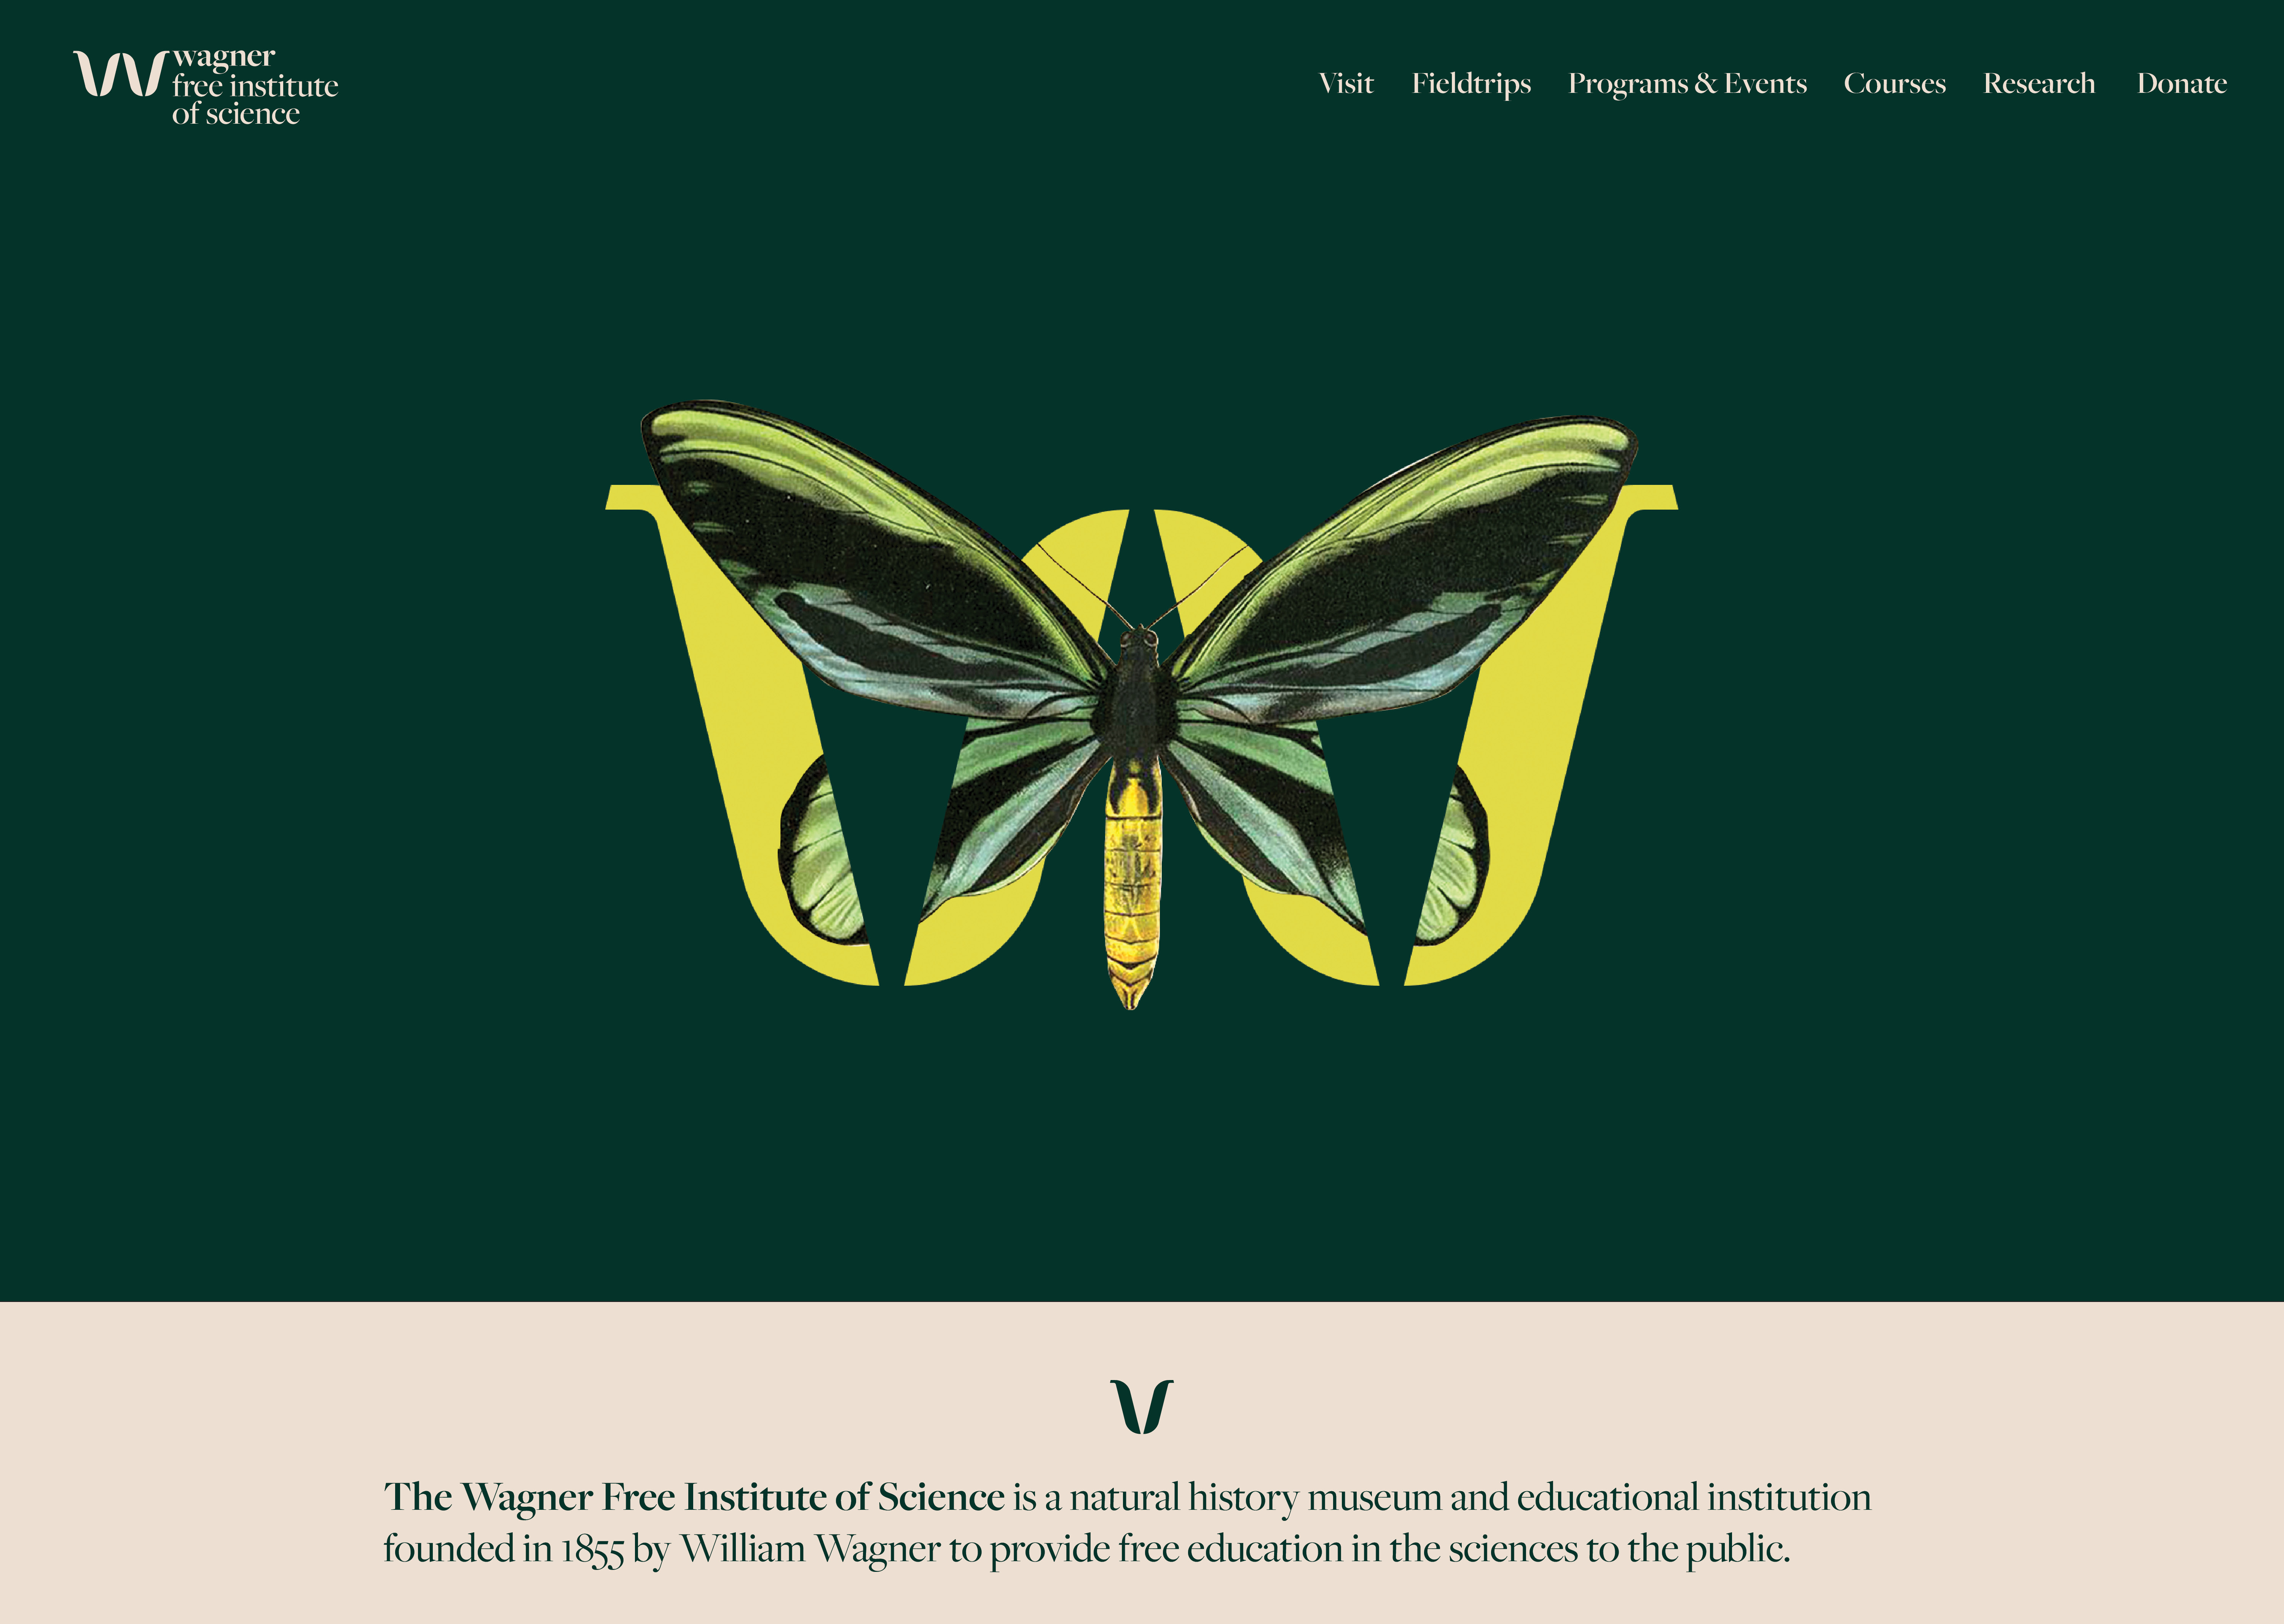 wagner
free institute
of science
Visit Fieldtrips Programs & Events Courses Research Donate
W
The Wagner Free Institute of Science is a natural history museum and educational institution
founded in 1855 by William Wagner to provide free education in the sciences to the public.